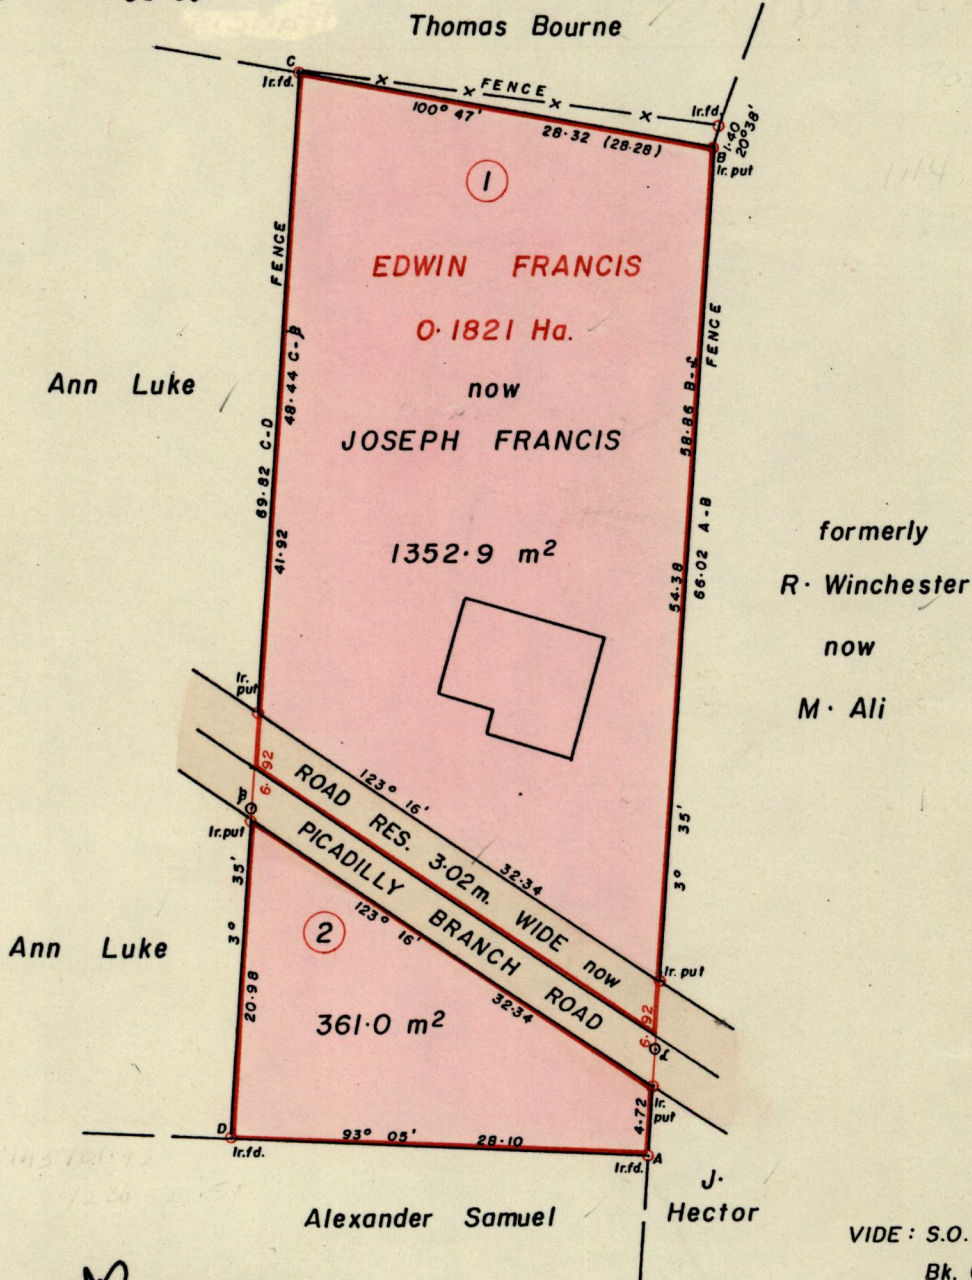 Thomas Bourne
C
Ir.fd.
FENCE
100° 47'
28·32 (28·28)
Ir.fd.
1·40
20°38'
B
Ir. put
1
EDWIN FRANCIS
0·1821 Ha.
now
JOSEPH FRANCIS
1352·9 m²
FENCE
48·44 C-β
69·82 C-D
41·92
Ann Luke
FENCE
58·86 B-£
66·02 A-B
54·38
formerly
R· Winchester
now
M· Ali
Ir.
put
6·92
β
Ir.put
123° 16'
32·34
ROAD RES. 3·02m. WIDE now
PICADILLY BRANCH ROAD
35'
3°
Ir. put
6·92
£
35'
3°
Ann Luke
2
123° 16'
32·34
361·0 m²
20·98
4·72
Ir.
put
D
Ir.fd.
93° 05'
28·10
Ir.fd.
A
Alexander Samuel
J·
Hector
VIDE : S.O.
Bk.